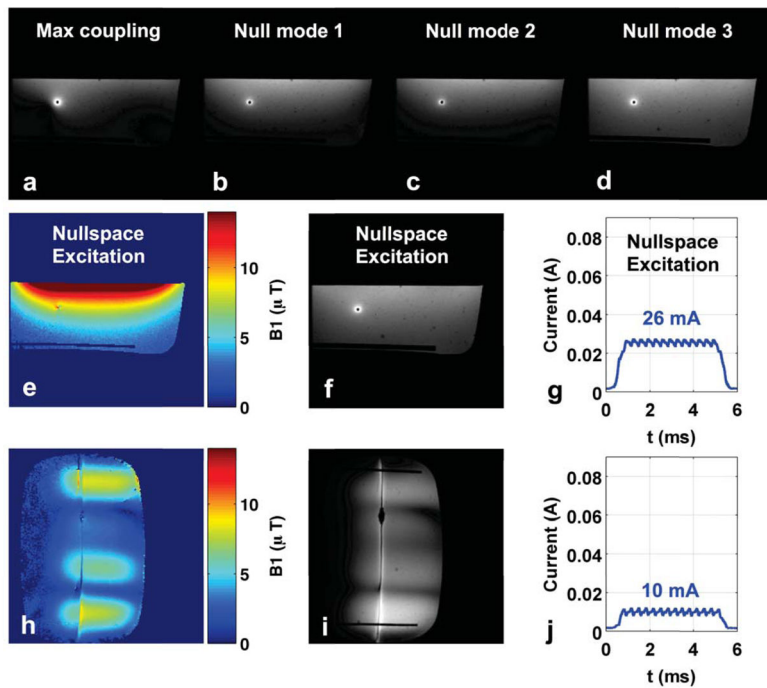 Max coupling
Null mode 1
Null mode 2
Null mode 3
a
b
c
d
Nullspace
Excitation
e
10
5
0
B1 (μ T)
Nullspace
Excitation
f
Nullspace
Excitation
26 mA
Current (A)
0.08
0.06
0.04
0.02
0
0 2 4 6
t (ms)
g
h
10
5
0
B1 (μ T)
i
10 mA
Current (A)
0.08
0.06
0.04
0.02
0
0 2 4 6
t (ms)
j